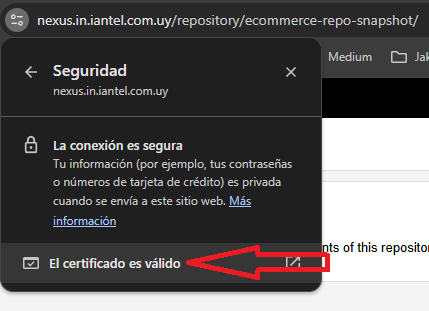 nexus.in.iantel.com.uy/repository/ecommerce-repo-snapshot/
Seguridad
nexus.in.iantel.com.uy
Medium
La conexión es segura
Tu información (por ejemplo, tus contraseñas
o números de tarjeta de crédito) es privada
cuando se envía a este sitio web. Más
información
nts of this repositor
El certificado es válido